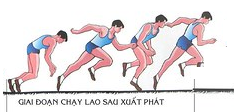 GIAI ĐOẠN CHẠY LAO SAU XUẤT PHÁT